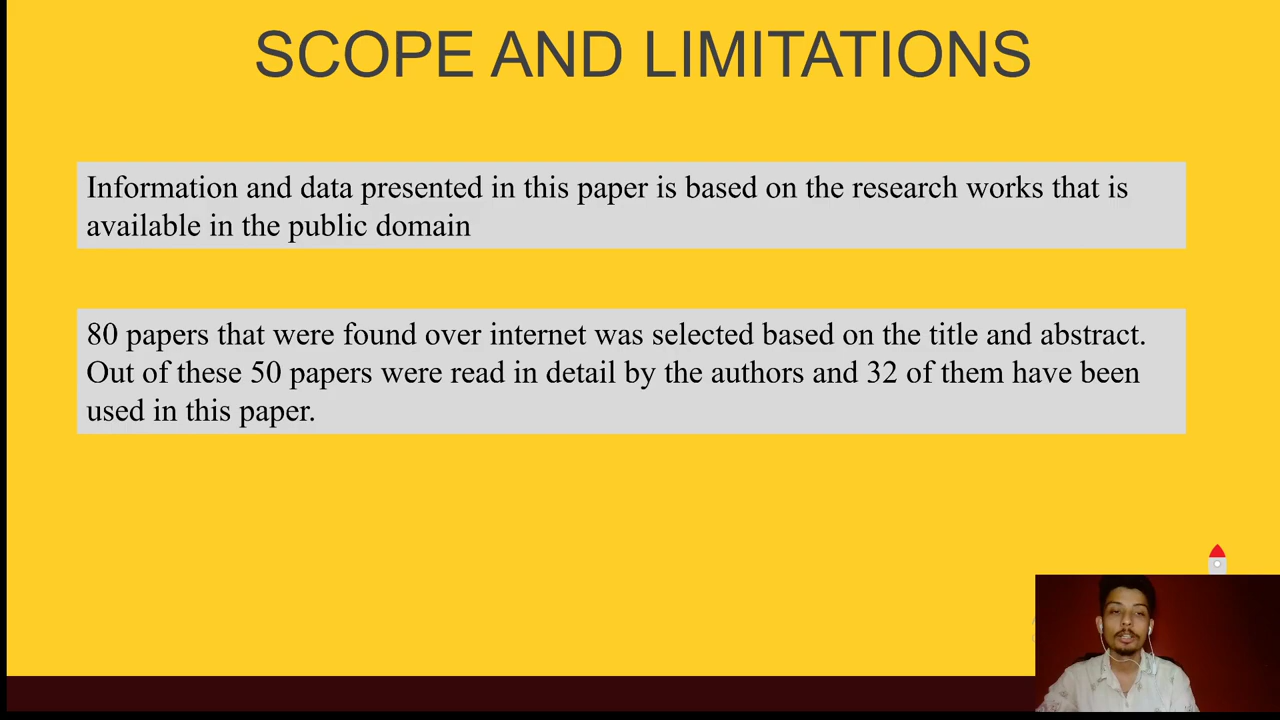 SCOPE AND LIMITATIONS
Information and data presented in this paper is based on the research works that is
available in the public domain
80 papers that were found over internet was selected based on the title and abstract.
Out of these 50 papers were read in detail by the authors and 32 of them have been
used in this paper.